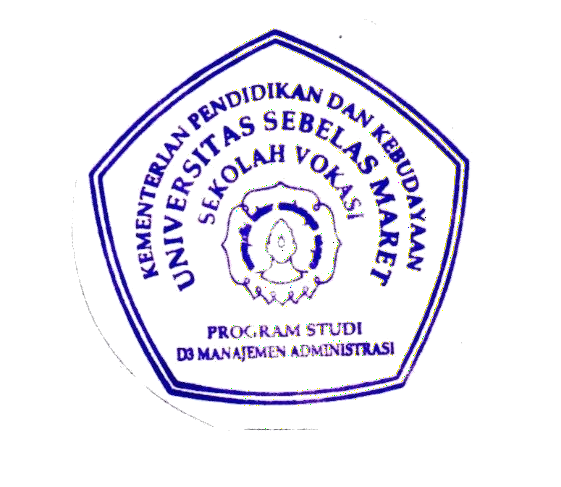 KEMENTERIAN PENDIDIKAN DAN KEBUDAYAAN
UNIVERSITAS SEBELAS MARET
SEKOLAH VOKASI
PROGRAM STUDI
D3 MANAJEMEN ADMINISTRASI